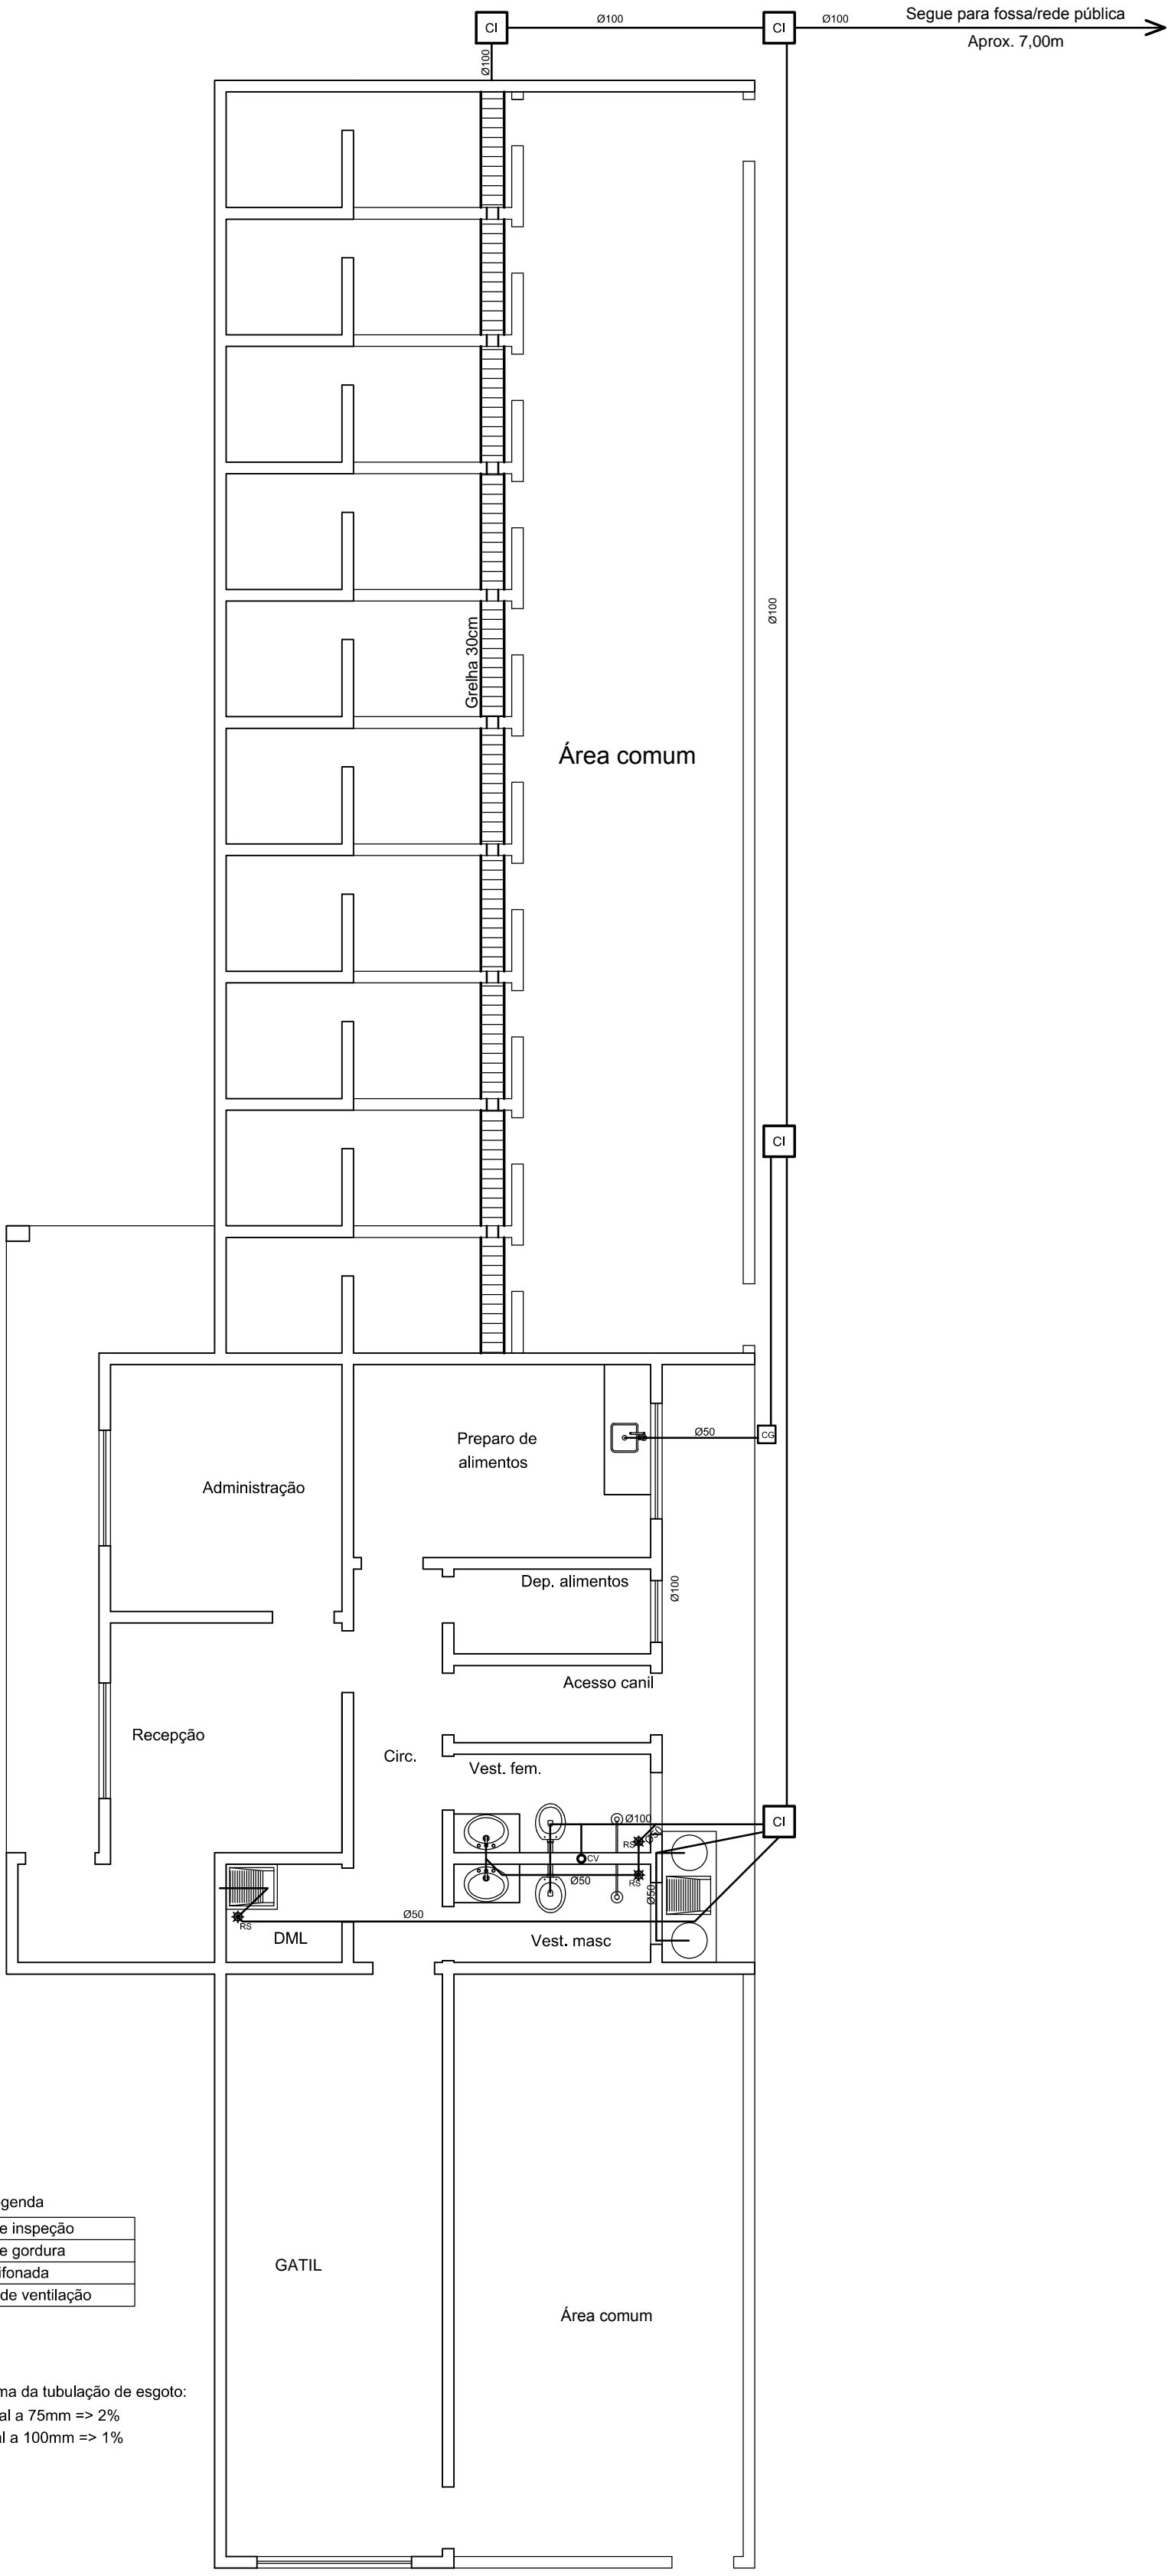 CI
Ø100
CI
Ø100
Segue para fossa/rede pública
Aprox. 7,00m
Ø100
Grelha 30cm
Ø100
Área comum
CI
Preparo de
alimentos
Ø50
CG
Administração
Dep. alimentos
Ø100
Acesso canil
Recepção
Circ.
Vest. fem.
Ø100
CI
RS
Ø50
CV
Ø50
RS
Ø50
Ø50
RS
DML
Vest. masc
genda
e inspeção
e gordura
ifonada
de ventilação
GATIL
Área comum
ma da tubulação de esgoto:
al a 75mm => 2%
al a 100mm => 1%